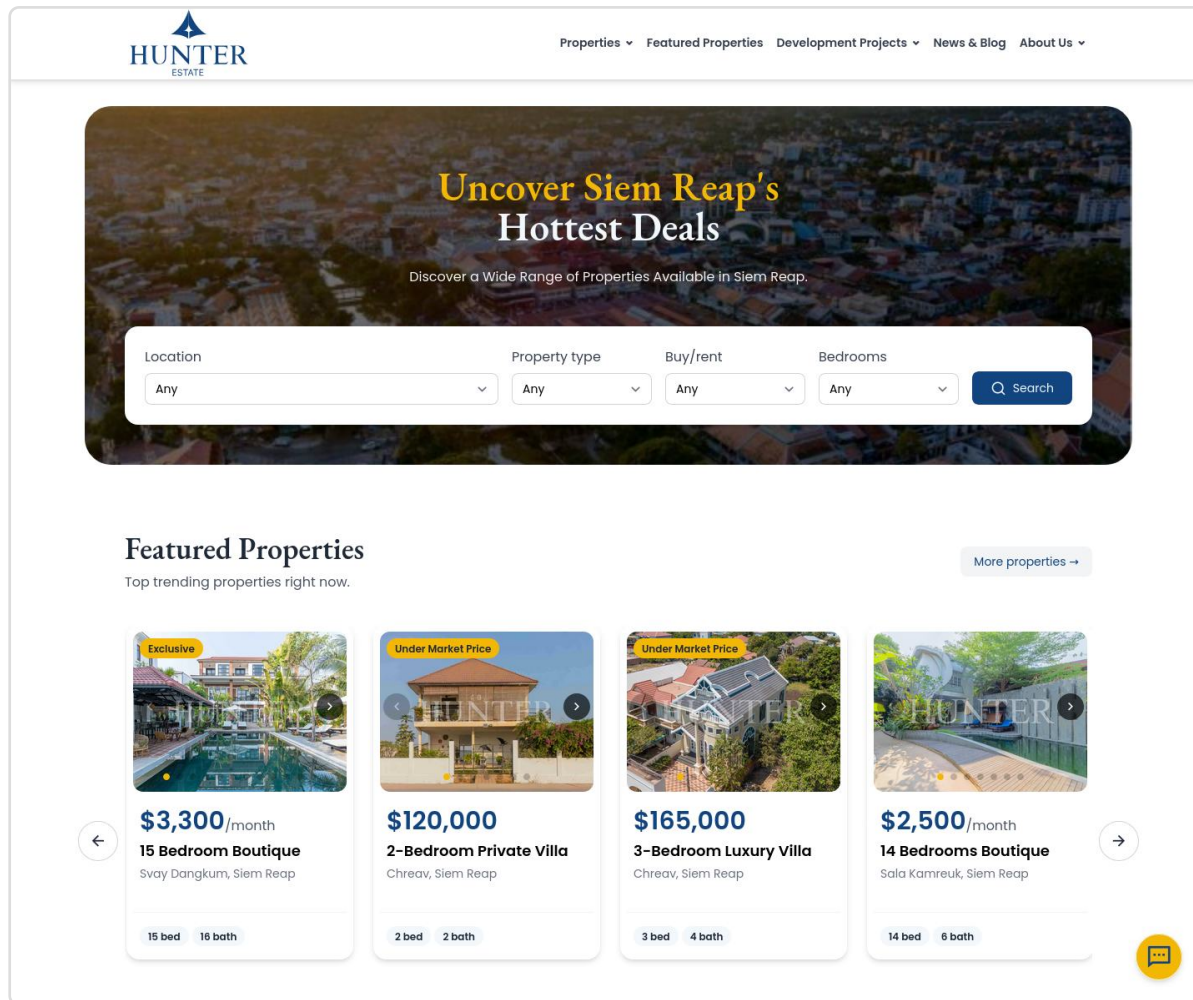 HUNTER
ESTATE
Properties Featured Properties Development Projects News & Blog About Us
Uncover Siem Reap's
Hottest Deals
Discover a Wide Range of Properties Available in Siem Reap.
Location Property type Buy/rent Bedrooms
Any Any Any Any Search
Featured Properties
Top trending properties right now.
More properties →
Exclusive
HUNTER
$3,300/month
15 Bedroom Boutique
Svay Dangkum, Siem Reap
15 bed 16 bath
Under Market Price
HUNTER
$120,000
2-Bedroom Private Villa
Chreav, Siem Reap
2 bed 2 bath
Under Market Price
HUNTER
$165,000
3-Bedroom Luxury Villa
Chreav, Siem Reap
3 bed 4 bath
HUNTER
$2,500/month
14 Bedrooms Boutique
Sala Kamreuk, Siem Reap
14 bed 6 bath